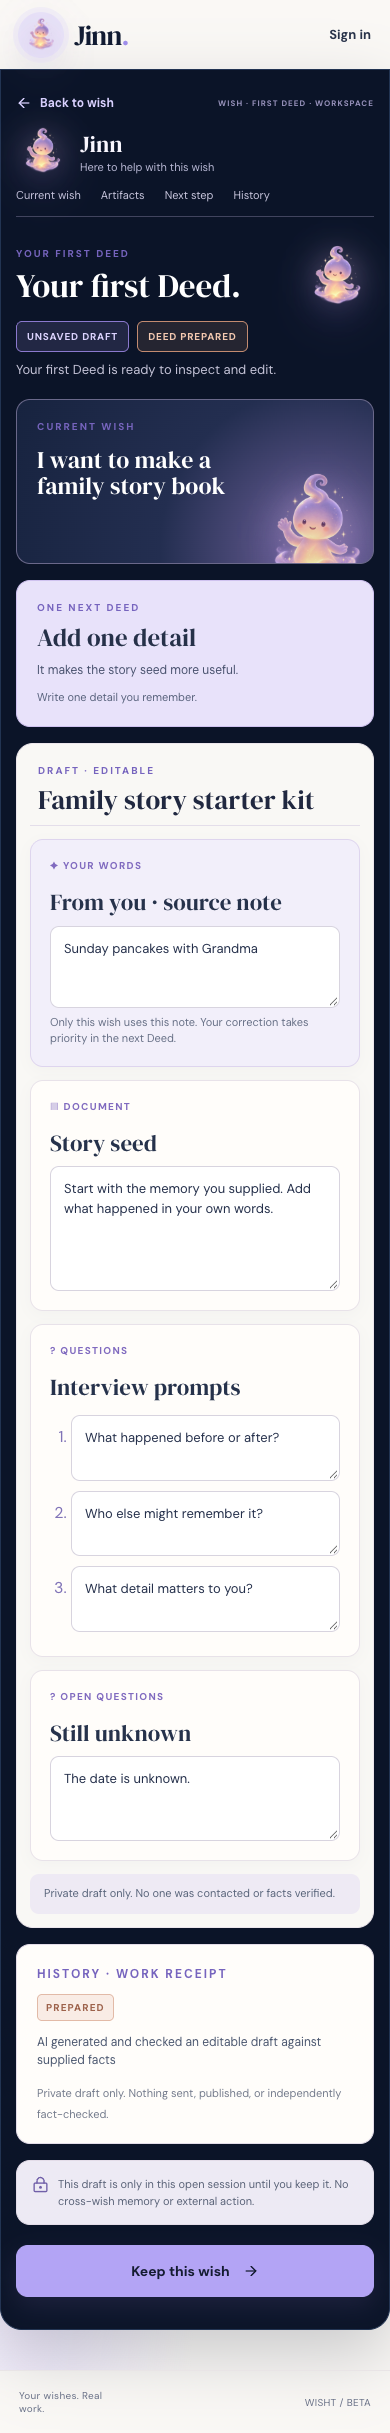 Jinn.
Sign in
Back to wish
WISH · FIRST DEED · WORKSPACE
Jinn
Here to help with this wish
Current wish Artifacts Next step History
YOUR FIRST DEED
Your first Deed.
UNSAVED DRAFT
DEED PREPARED
Your first Deed is ready to inspect and edit.
CURRENT WISH
I want to make a
family story book
ONE NEXT DEED
Add one detail
It makes the story seed more useful.
Write one detail you remember.
DRAFT · EDITABLE
Family story starter kit
✦ YOUR WORDS
From you · source note
Sunday pancakes with Grandma
Only this wish uses this note. Your correction takes
priority in the next Deed.
DOCUMENT
Story seed
Start with the memory you supplied. Add
what happened in your own words.
? QUESTIONS
Interview prompts
1. What happened before or after?
2. Who else might remember it?
3. What detail matters to you?
? OPEN QUESTIONS
Still unknown
The date is unknown.
Private draft only. No one was contacted or facts verified.
HISTORY · WORK RECEIPT
PREPARED
AI generated and checked an editable draft against
supplied facts
Private draft only. Nothing sent, published, or independently
fact-checked.
This draft is only in this open session until you keep it. No
cross-wish memory or external action.
Keep this wish →
Your wishes. Real
work.
WISHT / BETA